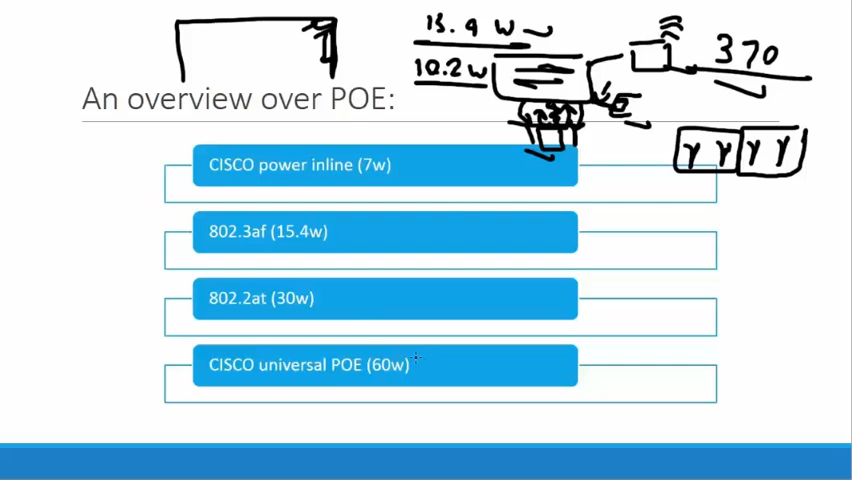 15.4 W
10.2 W
370
An overview over POE:
CISCO power inline (7w)
802.3af (15.4w)
802.2at (30w)
CISCO universal POE (60w)